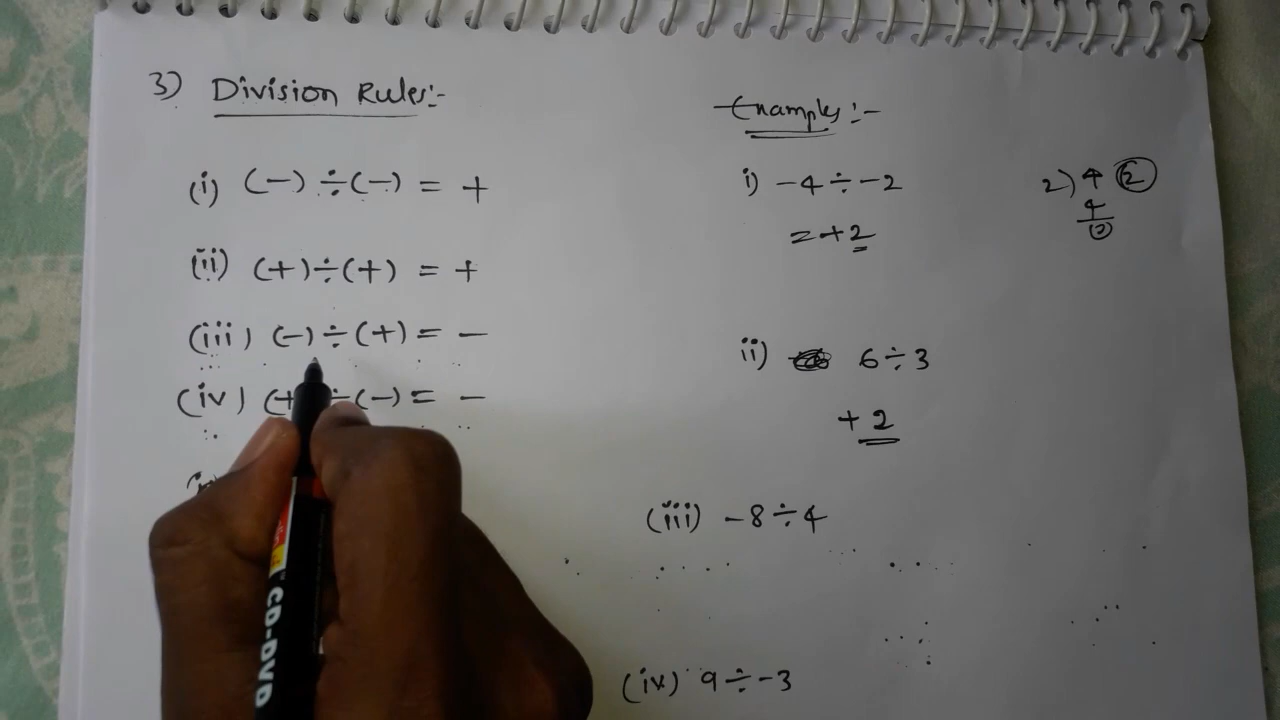 3) Division Rules:-
(i) (-) ÷ (-) = +
(ii) (+) ÷ (+) = +
(iii) (-) ÷ (+) = -
(iv) (+ ÷ (-) = -
Examples:-
i) -4 ÷ -2
= +2
2) 4 (2
4
0
ii) 6 ÷ 3
+ 2
(iii) -8 ÷ 4
(iv) 9 ÷ -3
CD-DVD